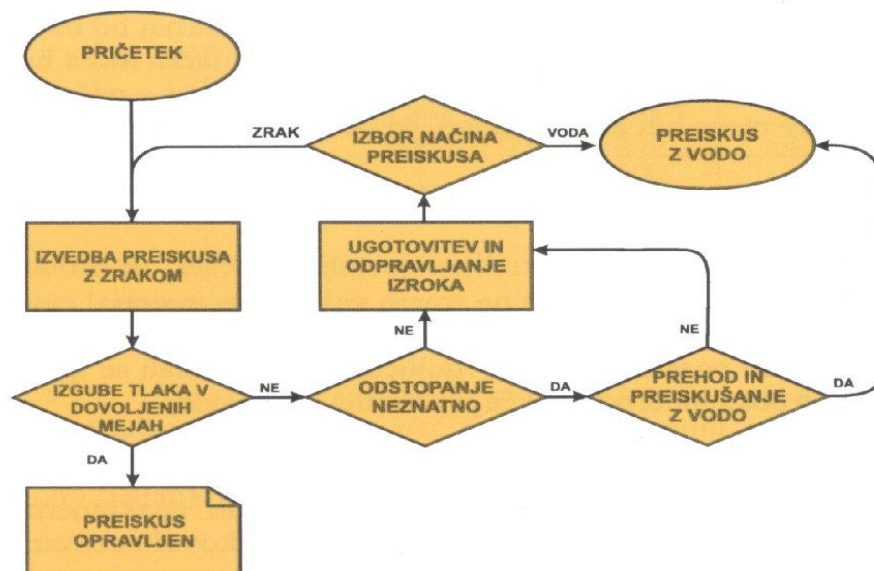 PRIČETEK
ZRAK
IZBOR NAČINA
PREISKUSA
VODA
PREISKUS
Z VODO
IZVEDBA PREISKUSA
Z ZRAKOM
UGOTOVITEV IN
ODPRAVLJANJE
IZROKA
NE
NE
IZGUBE TLAKA V
DOVOLJENIH
MEJAH
NE
ODSTOPANJE
NEZNATNO
DA
PREHOD IN
PREISKUŠANJE
Z VODO
DA
DA
PREISKUS
OPRAVLJEN